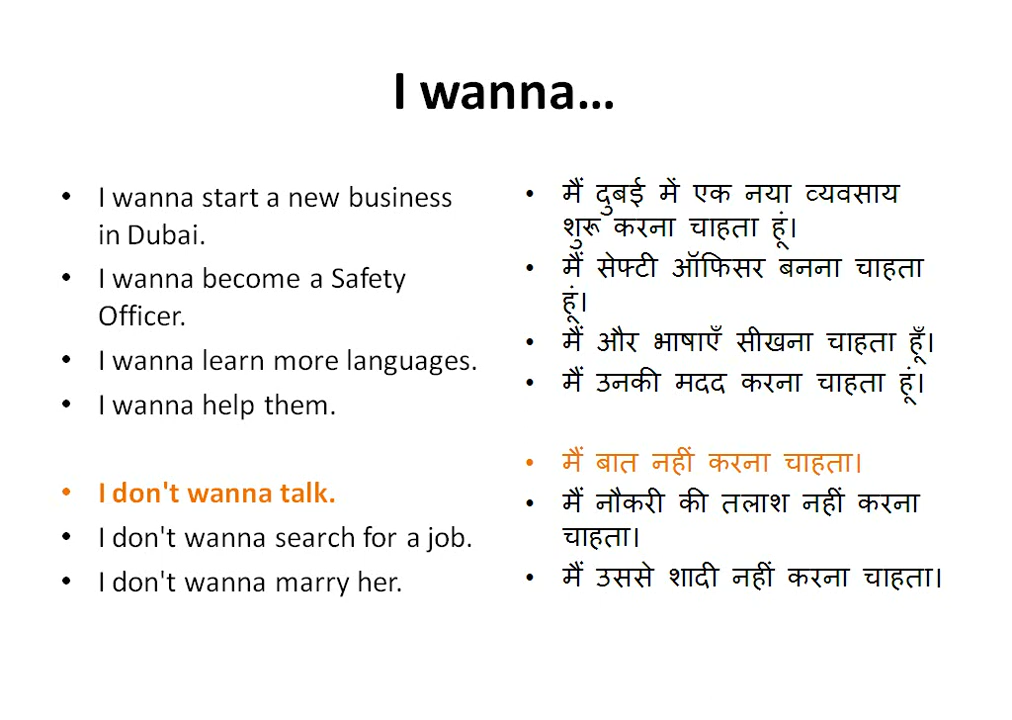 I wanna...
• I wanna start a new business
in Dubai.
• I wanna become a Safety
Officer.
• I wanna learn more languages.
• I wanna help them.
• I don't wanna talk.
• I don't wanna search for a job.
• I don't wanna marry her.
• मैं दुबई में एक नया व्यवसाय
शुरू करना चाहता हूं।
• मैं सेफ्टी ऑफिसर बनना चाहता
हूं।
• मैं और भाषाएँ सीखना चाहता हूँ।
• मैं उनकी मदद करना चाहता हूं।
• मैं बात नहीं करना चाहता।
• मैं नौकरी की तलाश नहीं करना
चाहता।
• मैं उससे शादी नहीं करना चाहता।